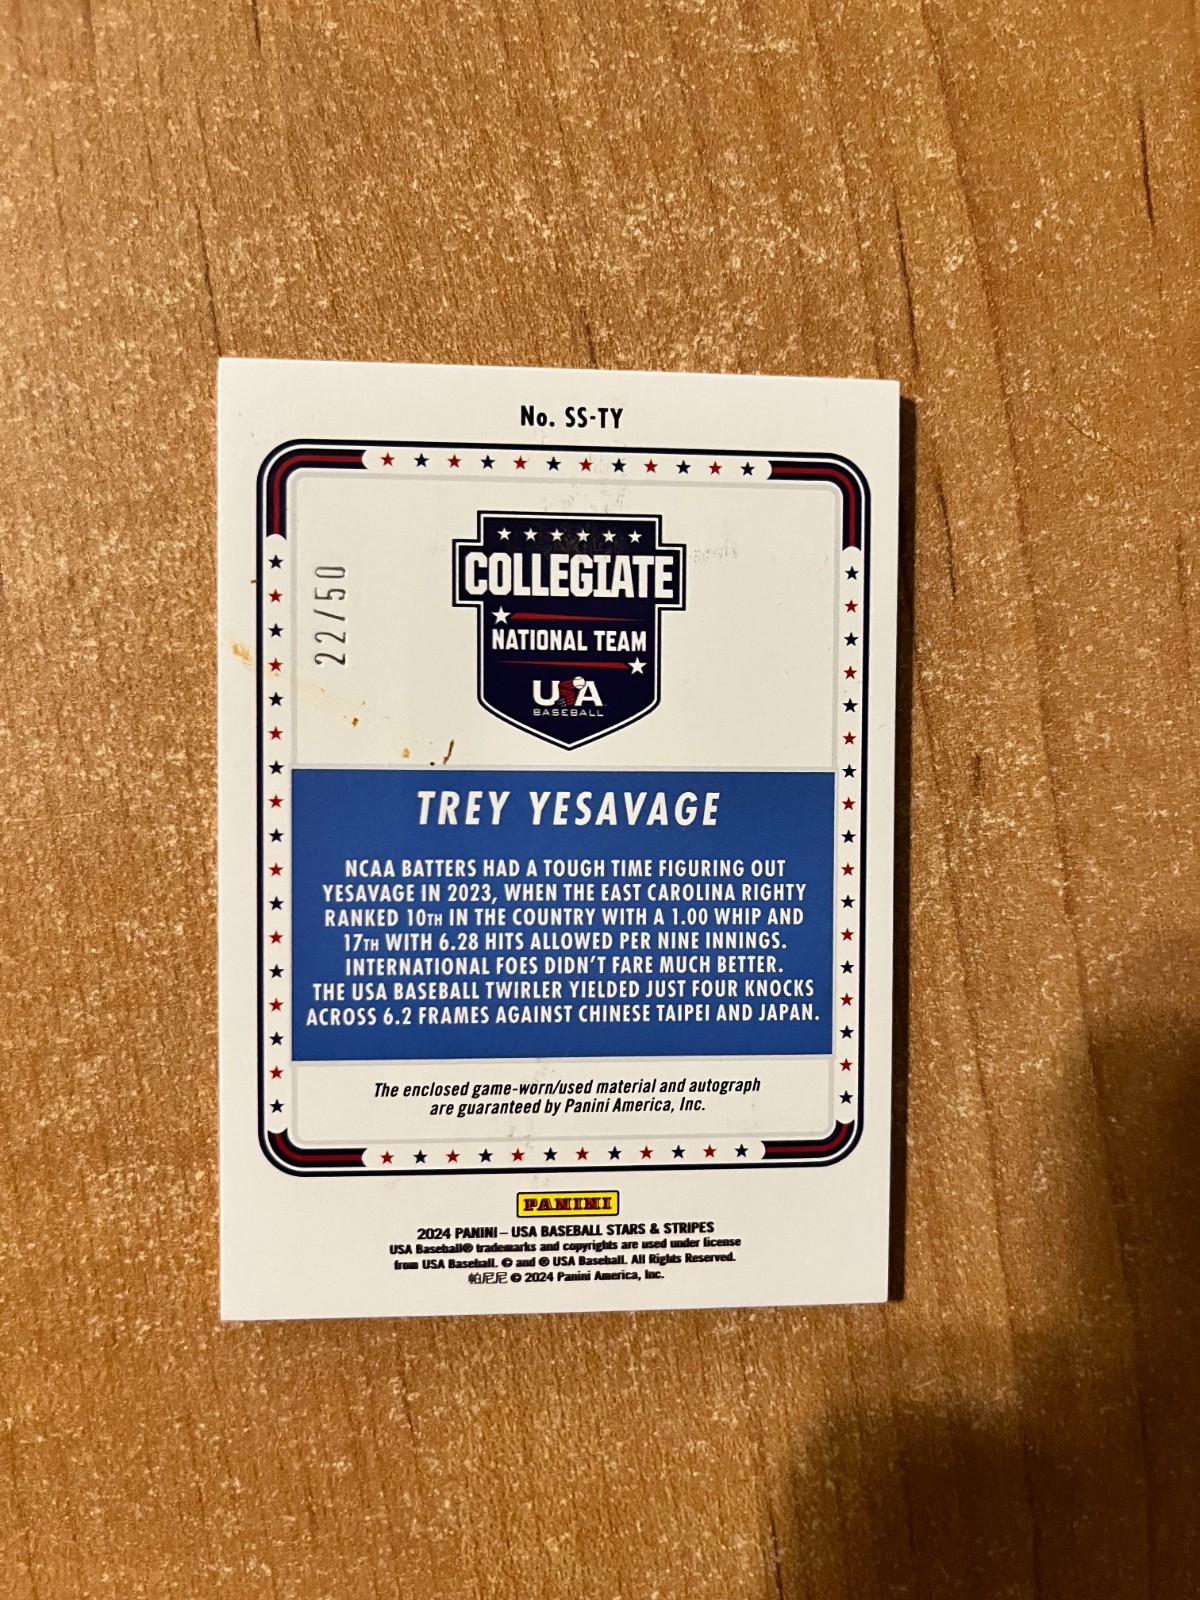 No. SS-TY
22/50
COLLEGIATE
NATIONAL TEAM
USA
BASEBALL
TREY YESAVAGE
NCAA BATTERS HAD A TOUGH TIME FIGURING OUT
YESAVAGE IN 2023, WHEN THE EAST CAROLINA RIGHTY
RANKED 10TH IN THE COUNTRY WITH A 1.00 WHIP AND
17TH WITH 6.28 HITS ALLOWED PER NINE INNINGS.
INTERNATIONAL FOES DIDN'T FARE MUCH BETTER.
THE USA BASEBALL TWIRLER YIELDED JUST FOUR KNOCKS
ACROSS 6.2 FRAMES AGAINST CHINESE TAIPEI AND JAPAN.
The enclosed game-worn/used material and autograph
are guaranteed by Panini America, Inc.
PANINI
2024 PANINI – USA BASEBALL STARS & STRIPES
USA Baseball® trademarks and copyrights are used under license
from USA Baseball. © and ® USA Baseball. All Rights Reserved.
帕尼尼 © 2024 Panini America, Inc.